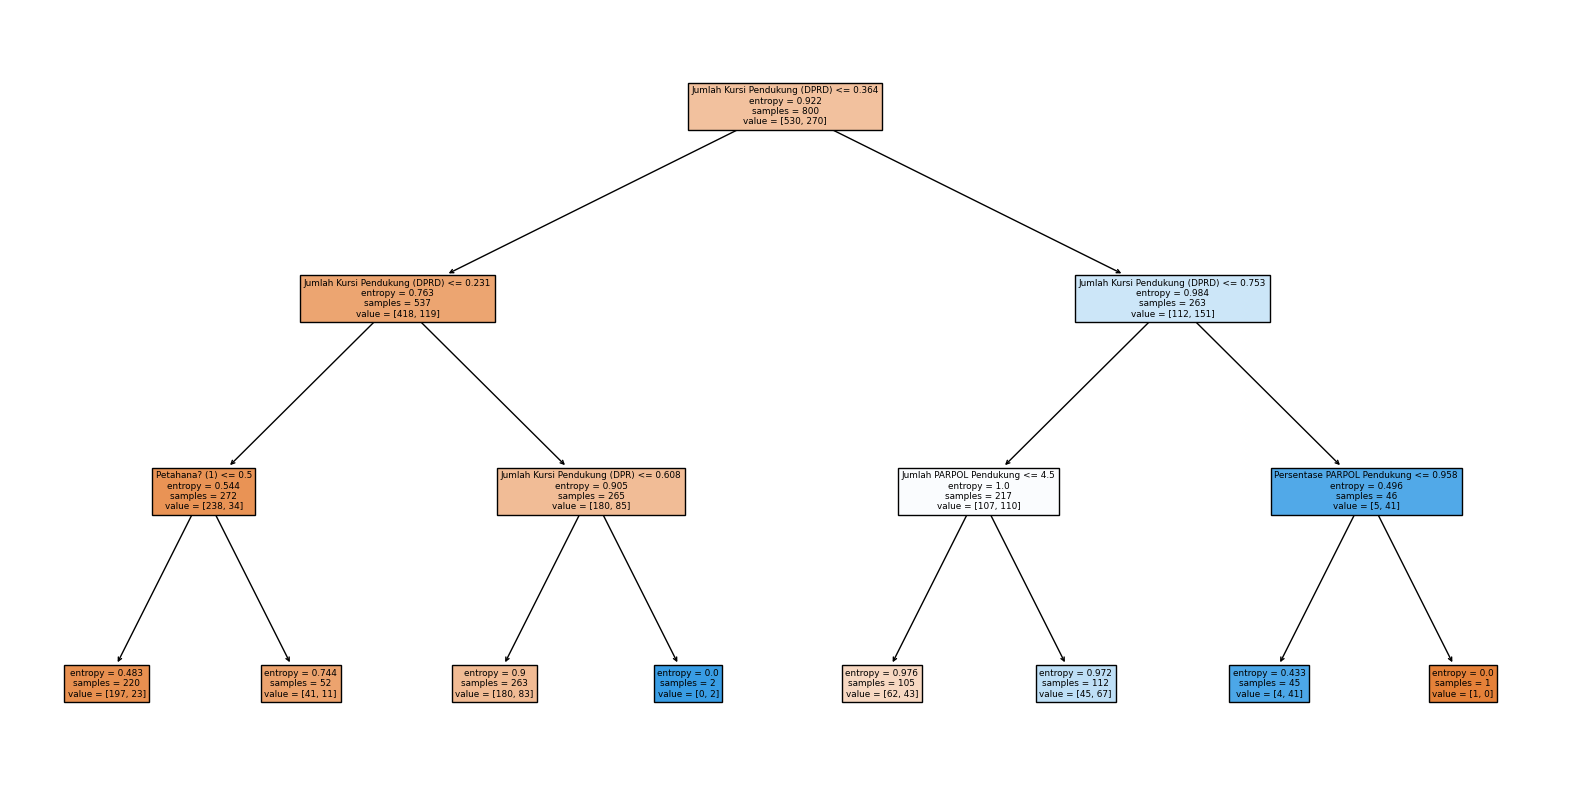 Jumlah Kursi Pendukung (DPRD) <= 0.364
entropy = 0.922
samples = 800
value = [530, 270]
Jumlah Kursi Pendukung (DPRD) <= 0.231
entropy = 0.763
samples = 537
value = [418, 119]
Jumlah Kursi Pendukung (DPRD) <= 0.753
entropy = 0.984
samples = 263
value = [112, 151]
Petahana? (1) <= 0.5
entropy = 0.544
samples = 272
value = [238, 34]
Jumlah Kursi Pendukung (DPR) <= 0.608
entropy = 0.905
samples = 265
value = [180, 85]
Jumlah PARPOL Pendukung <= 4.5
entropy = 1.0
samples = 217
value = [107, 110]
Persentase PARPOL Pendukung <= 0.958
entropy = 0.496
samples = 46
value = [5, 41]
entropy = 0.483
samples = 220
value = [197, 23]
entropy = 0.744
samples = 52
value = [41, 11]
entropy = 0.9
samples = 263
value = [180, 83]
entropy = 0.0
samples = 2
value = [0, 2]
entropy = 0.976
samples = 105
value = [62, 43]
entropy = 0.972
samples = 112
value = [45, 67]
entropy = 0.433
samples = 45
value = [4, 41]
entropy = 0.0
samples = 1
value = [1, 0]